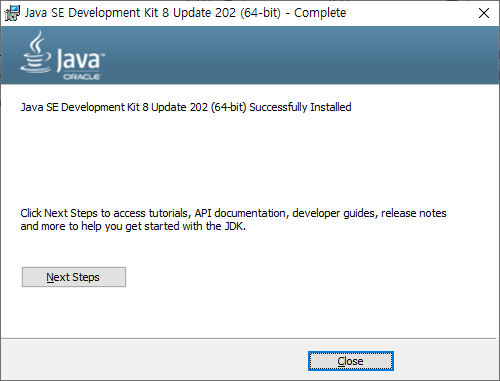 Java SE Development Kit 8 Update 202 (64-bit) - Complete
Java™
ORACLE
Java SE Development Kit 8 Update 202 (64-bit) Successfully Installed
Click Next Steps to access tutorials, API documentation, developer guides, release notes
and more to help you get started with the JDK.
Next Steps
Close